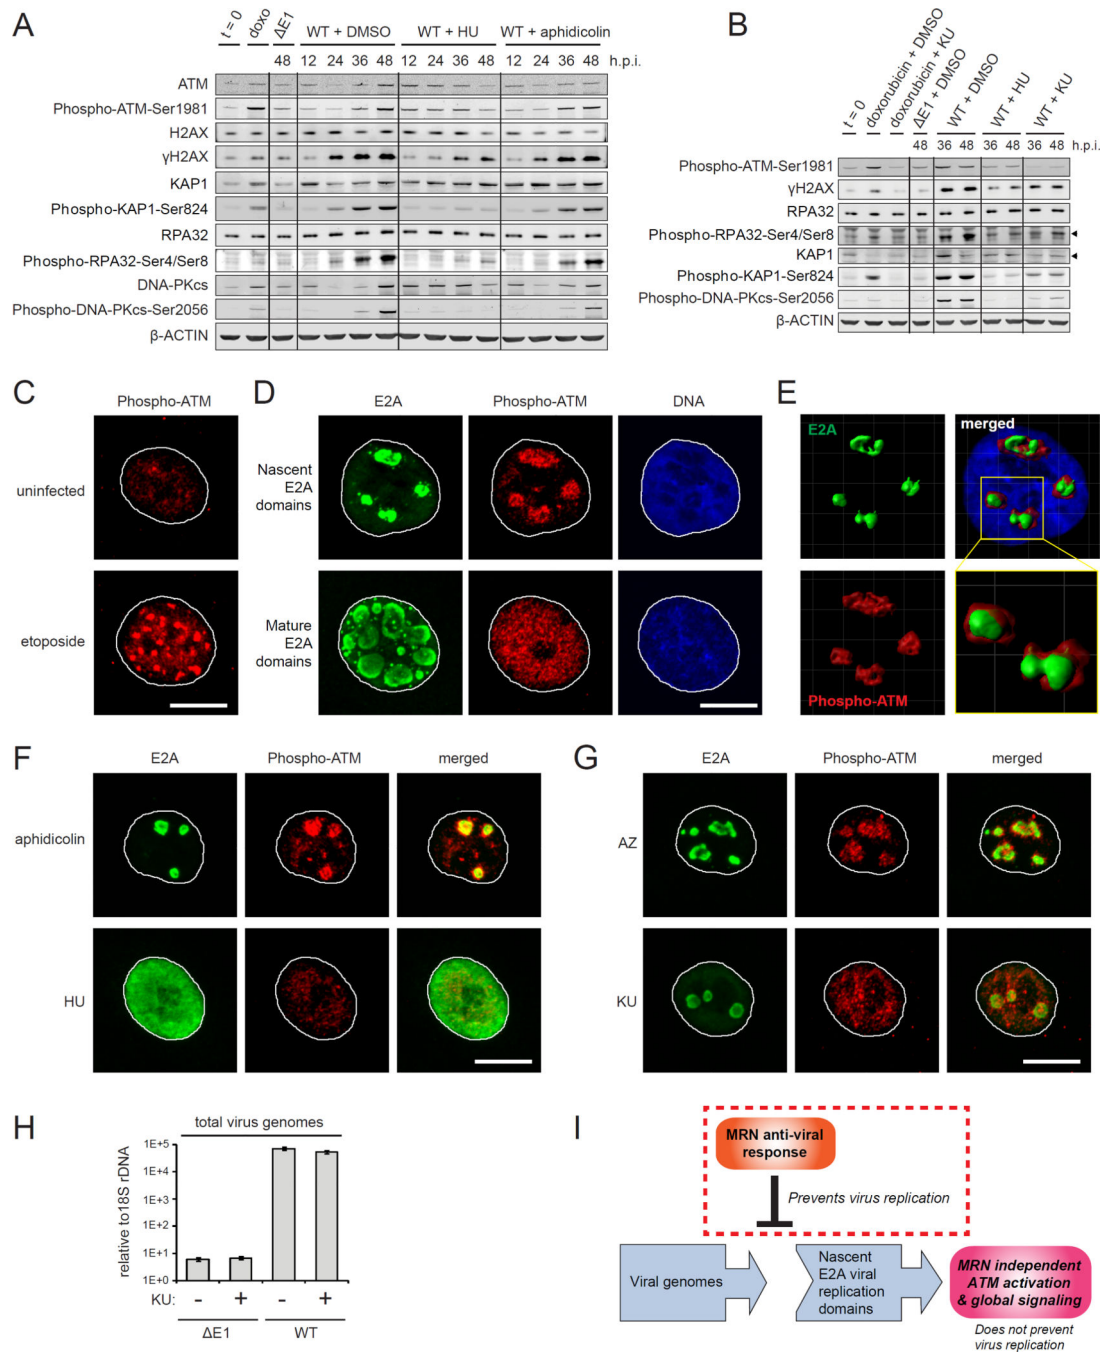 A
t = 0
doxo
ΔE1
WT + DMSO
WT + HU
WT + aphidicolin
48 12 24 36 48 12 24 36 48 12 24 36 48 h.p.i.
ATM
Phospho-ATM-Ser1981
H2AX
γH2AX
KAP1
Phospho-KAP1-Ser824
RPA32
Phospho-RPA32-Ser4/Ser8
DNA-PKcs
Phospho-DNA-PKcs-Ser2056
β-ACTIN
B
t = 0
doxorubicin + DMSO
doxorubicin + KU
ΔE1 + DMSO
WT + DMSO
WT + HU
WT + KU
48 36 48 36 48 36 48 h.p.i.
Phospho-ATM-Ser1981
γH2AX
RPA32
Phospho-RPA32-Ser4/Ser8
KAP1
Phospho-KAP1-Ser824
Phospho-DNA-PKcs-Ser2056
β-ACTIN
C
Phospho-ATM
uninfected
etoposide
D
E2A
Phospho-ATM
DNA
Nascent
E2A
domains
Mature
E2A
domains
E
E2A
merged
Phospho-ATM
F
E2A
Phospho-ATM
merged
aphidicolin
HU
G
E2A
Phospho-ATM
merged
AZ
KU
H
total virus genomes
relative to18S rDNA
1E+5
1E+4
1E+3
1E+2
1E+1
1E+0
KU: - + - +
ΔE1 WT
I
MRN anti-viral
response
Prevents virus replication
Viral genomes
Nascent
E2A viral
replication
domains
MRN independent
ATM activation
& global signaling
Does not prevent
virus replication